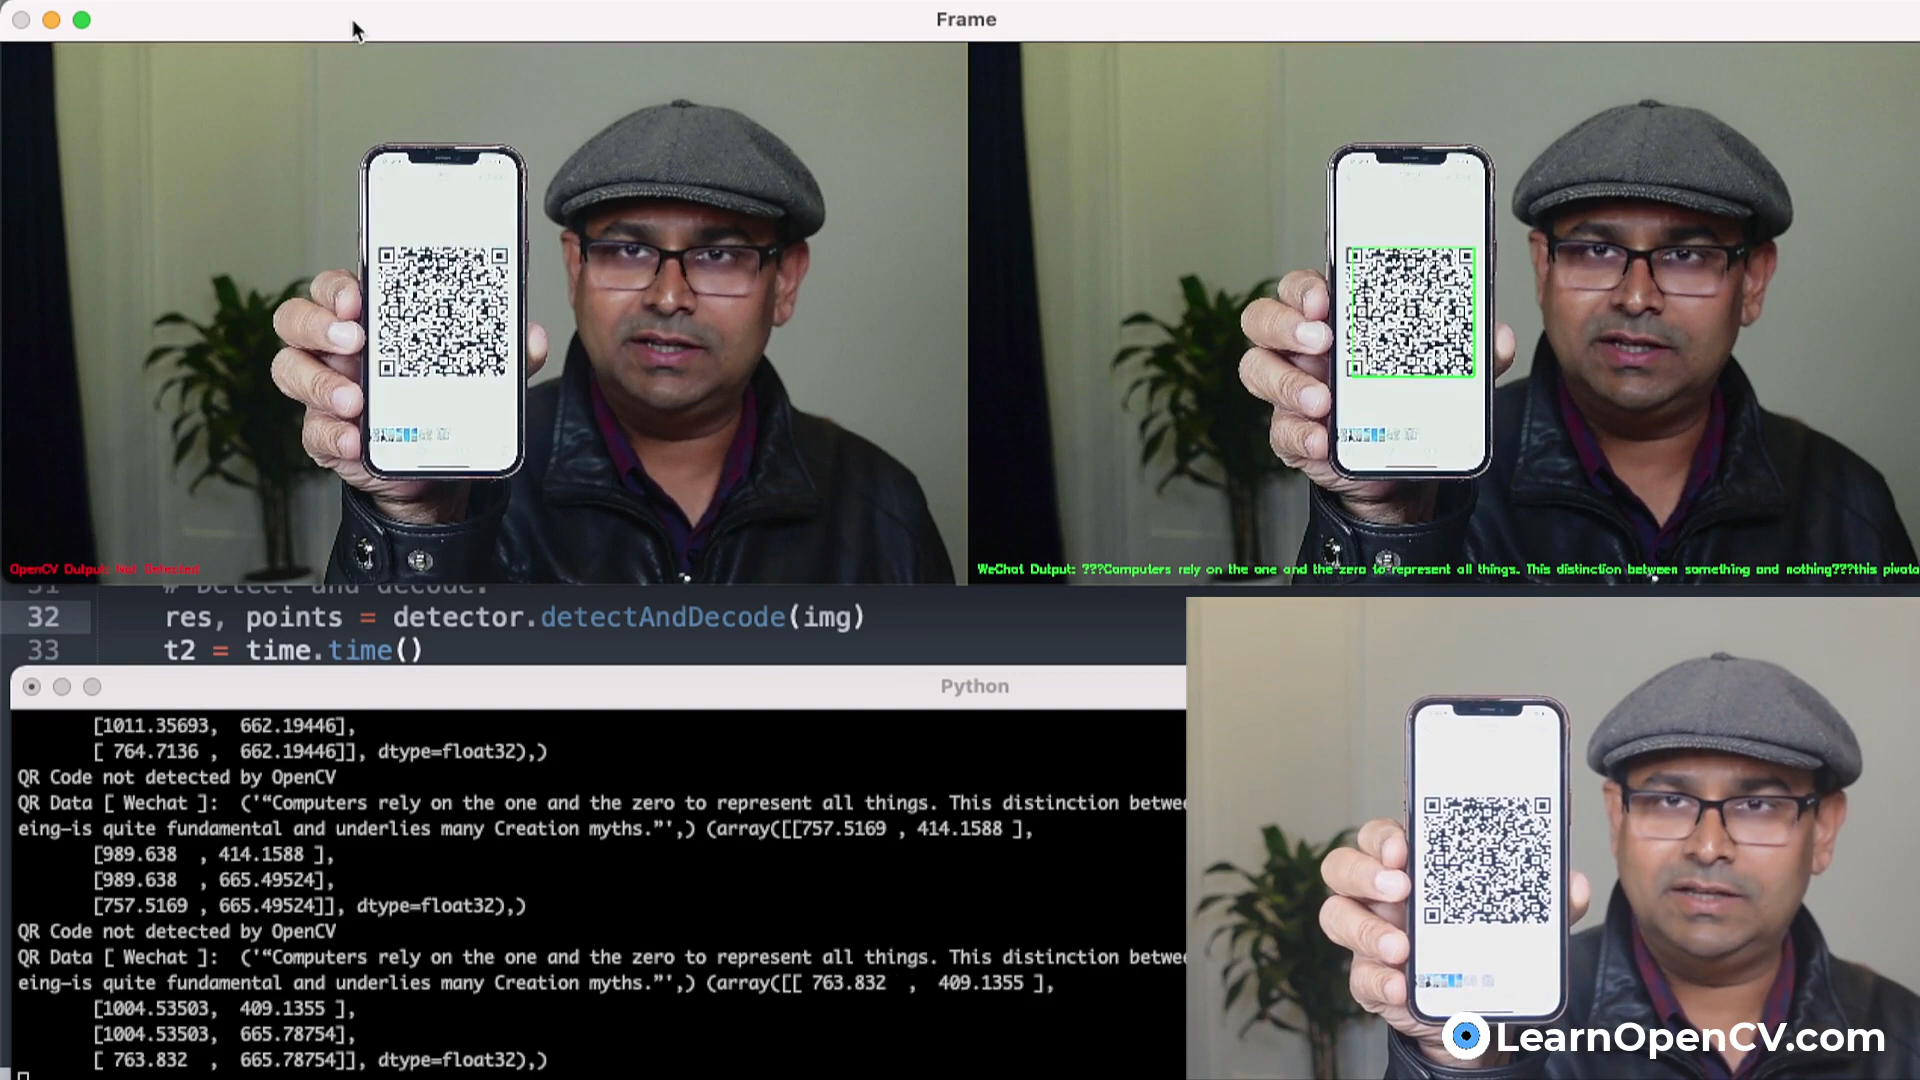 Frame
OpenCV Output: Not Detected
WeChat Output: ???Computers rely on the one and the zero to represent all things. This distinction between something and nothing???this pivota
31 # Detect and decode.
32 res, points = detector.detectAndDecode(img)
33 t2 = time.time()
Python
[1011.35693, 662.19446],
[ 764.7136 , 662.19446]], dtype=float32),)
QR Code not detected by OpenCV
QR Data [ Wechat ]: ('“Computers rely on the one and the zero to represent all things. This distinction betwee
eing-is quite fundamental and underlies many Creation myths.”',) (array([[757.5169 , 414.1588 ],
[989.638 , 414.1588 ],
[989.638 , 665.49524],
[757.5169 , 665.49524]], dtype=float32),)
QR Code not detected by OpenCV
QR Data [ Wechat ]: ('“Computers rely on the one and the zero to represent all things. This distinction betwee
eing-is quite fundamental and underlies many Creation myths.”',) (array([[ 763.832 , 409.1355 ],
[1004.53503, 409.1355 ],
[1004.53503, 665.78754],
[ 763.832 , 665.78754]], dtype=float32),)
LearnOpenCV.com